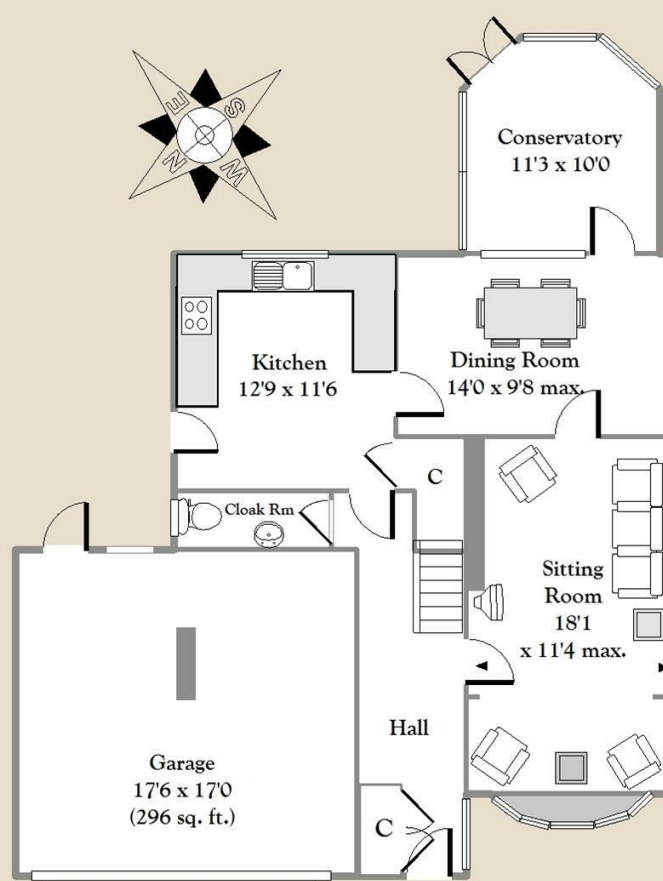 E
S
N
W
Conservatory
11'3 x 10'0
Kitchen
12'9 x 11'6
Dining Room
14'0 x 9'8 max.
C
Cloak Rm
Sitting
Room
18'1
x 11'4 max.
Hall
Garage
17'6 x 17'0
(296 sq. ft.)
C